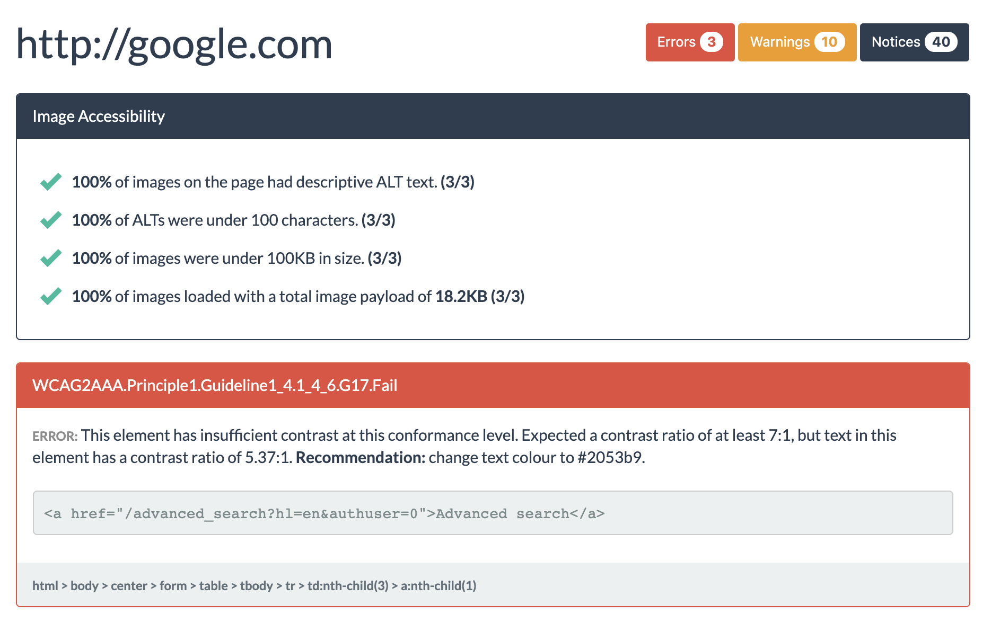 http://google.com
Errors 3
Warnings 10
Notices 40
Image Accessibility
100% of images on the page had descriptive ALT text. (3/3)
100% of ALTs were under 100 characters. (3/3)
100% of images were under 100KB in size. (3/3)
100% of images loaded with a total image payload of 18.2KB (3/3)
WCAG2AAA.Principle1.Guideline1_4.1_4_6.G17.Fail
ERROR: This element has insufficient contrast at this conformance level. Expected a contrast ratio of at least 7:1, but text in this
element has a contrast ratio of 5.37:1. Recommendation: change text colour to #2053b9.
<a href="/advanced_search?hl=en&authuser=0">Advanced search</a>
html > body > center > form > table > tbody > tr > td:nth-child(3) > a:nth-child(1)